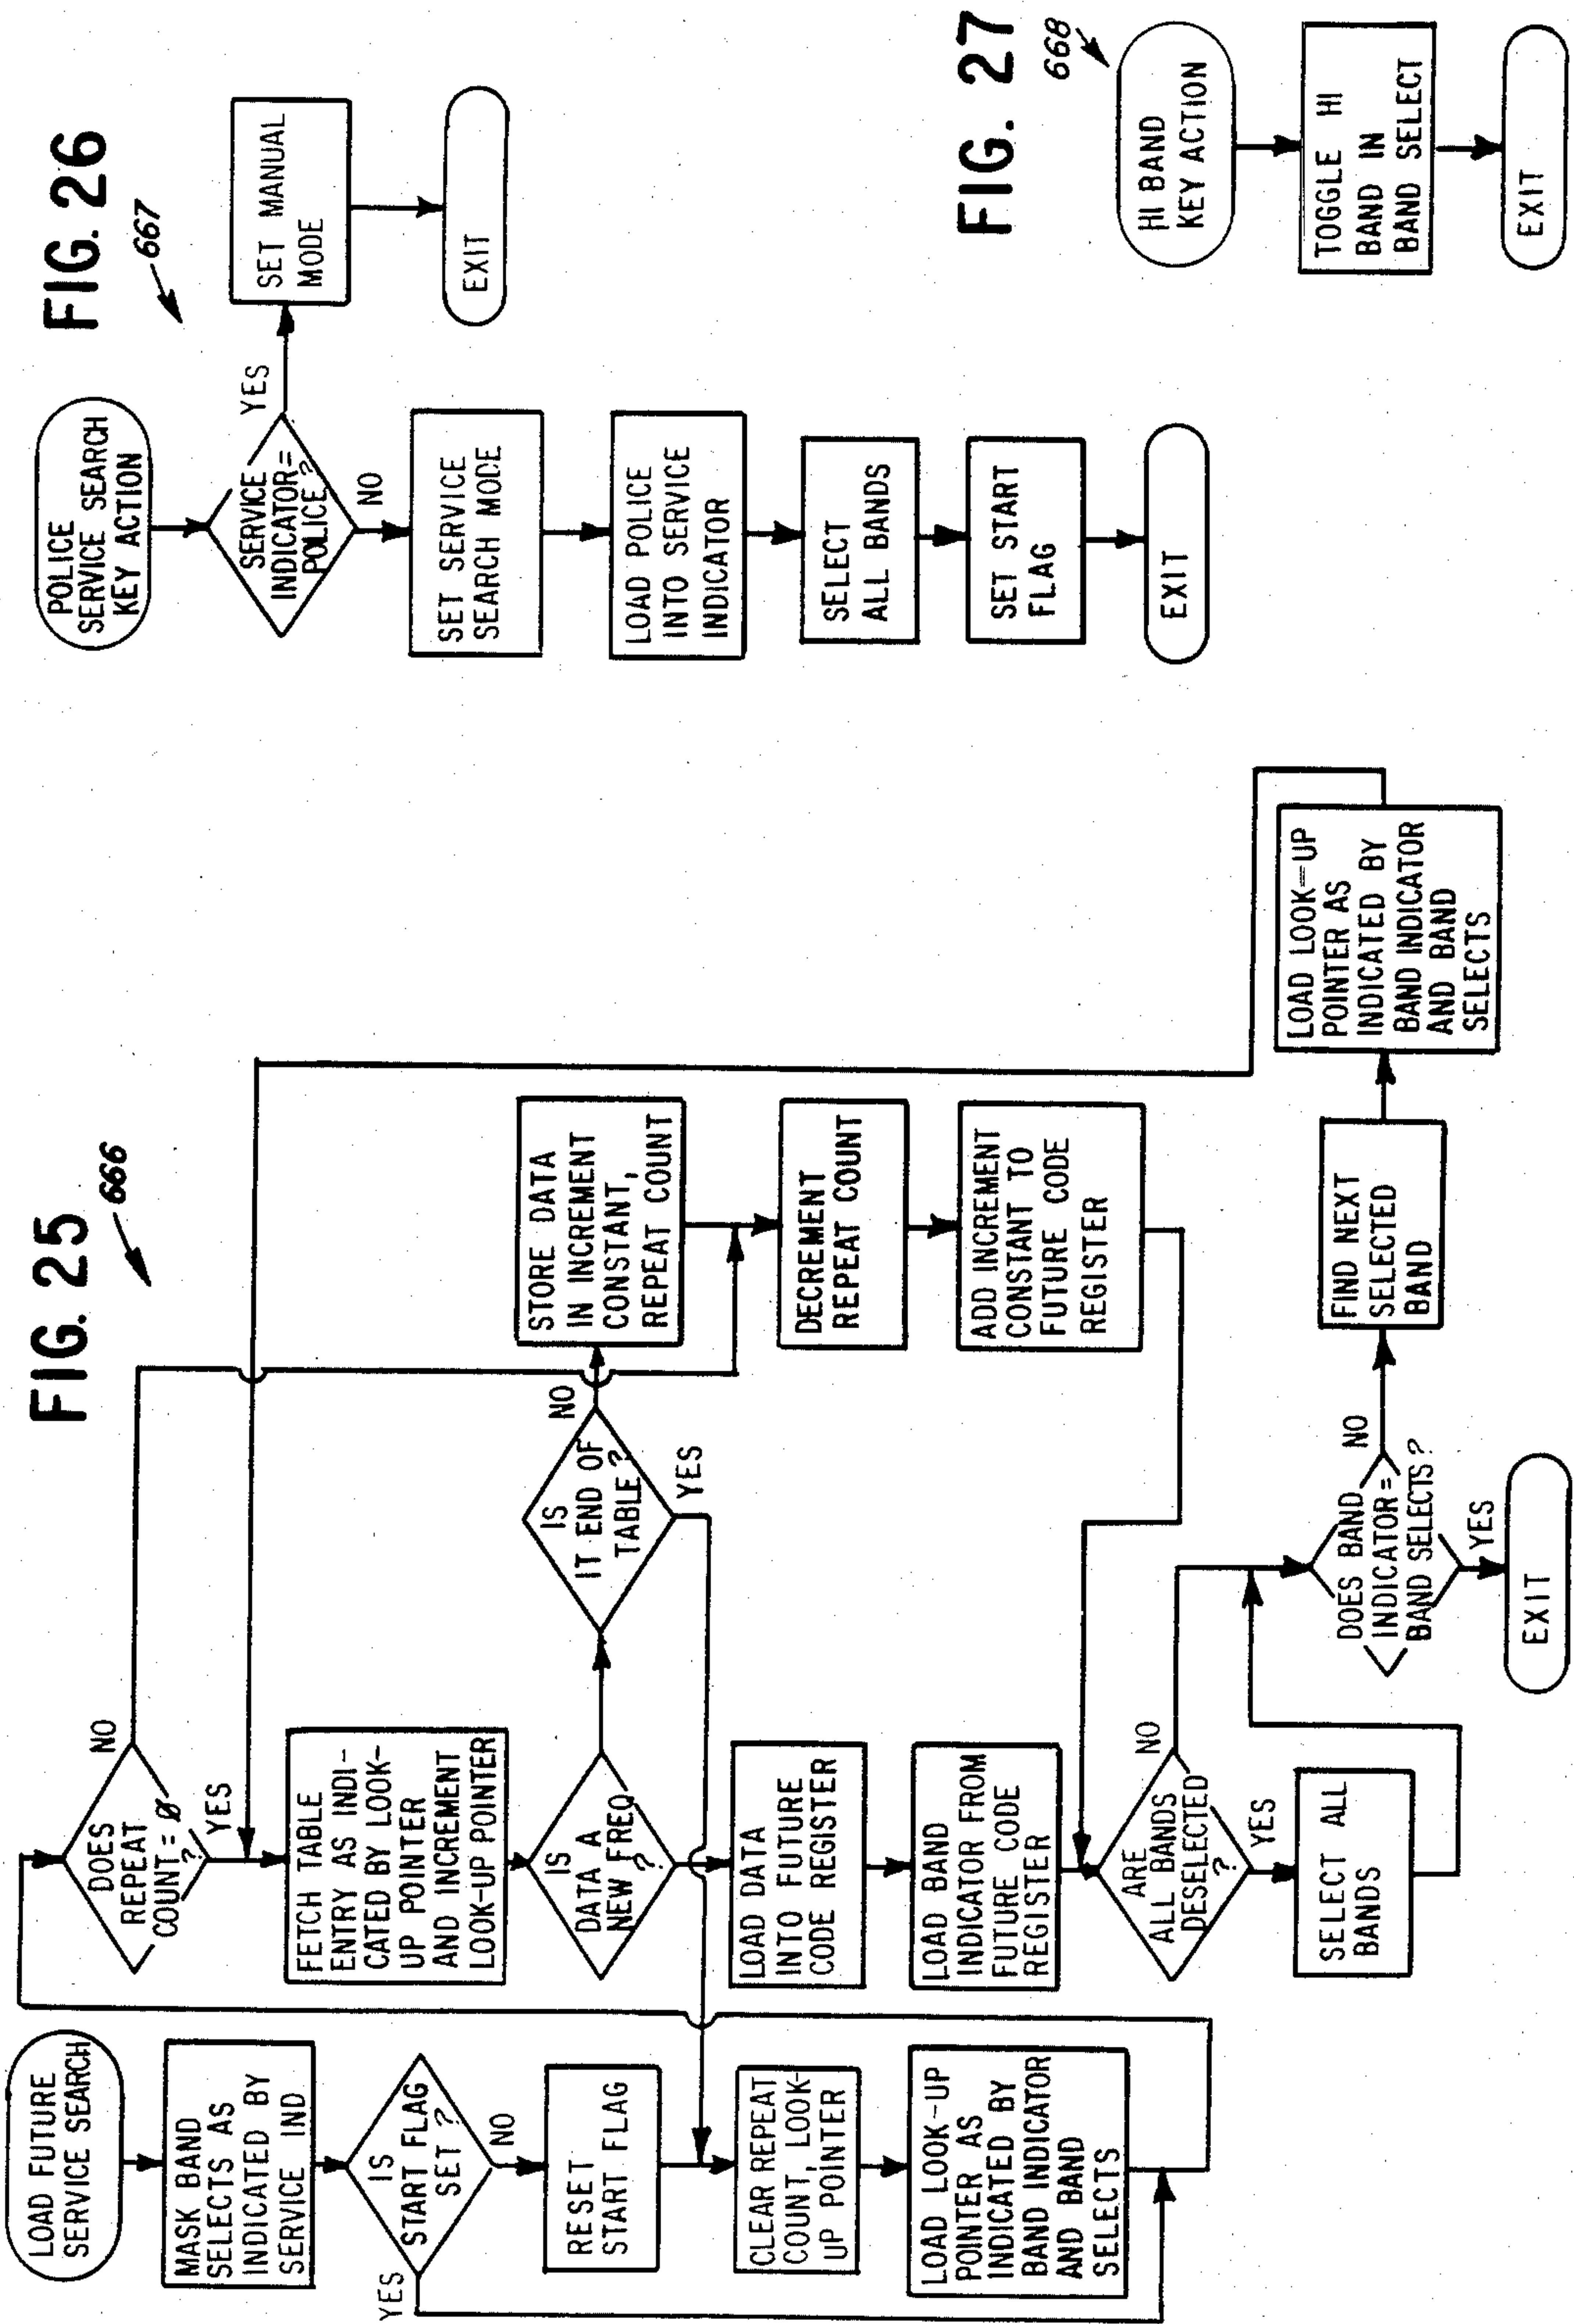 FIG. 25
666
LOAD FUTURE
SERVICE SEARCH
MASK BAND
SELECTS AS
INDICATED BY
SERVICE IND
IS
START FLAG
SET ?
YES
NO
RESET
START FLAG
CLEAR REPEAT
COUNT, LOOK-
UP POINTER
LOAD LOOK-UP
POINTER AS
INDICATED BY
BAND INDICATOR
AND BAND
SELECTS
DOES
REPEAT
COUNT = Ø
?
NO
YES
FETCH TABLE
ENTRY AS INDI-
CATED BY LOOK-
UP POINTER
AND INCREMENT
LOOK-UP POINTER
IS
DATA A
NEW FREQ
?
IS
IT END OF
TABLE ?
NO
YES
STORE DATA
IN INCREMENT
CONSTANT,
REPEAT COUNT
DECREMENT
REPEAT COUNT
ADD INCREMENT
CONSTANT TO
FUTURE CODE
REGISTER
LOAD DATA
INTO FUTURE
CODE REGISTER
LOAD BAND
INDICATOR FROM
FUTURE CODE
REGISTER
ARE
ALL BANDS
DESELECTED
?
NO
YES
SELECT ALL
BANDS
DOES BAND
INDICATOR =
BAND SELECTS?
NO
YES
EXIT
FIND NEXT
SELECTED
BAND
LOAD LOOK-UP
POINTER AS
INDICATED BY
BAND INDICATOR
AND BAND
SELECTS
FIG. 26
667
POLICE
SERVICE SEARCH
KEY ACTION
SERVICE
INDICATOR =
POLICE ?
YES
NO
SET MANUAL
MODE
EXIT
SET SERVICE
SEARCH MODE
LOAD POLICE
INTO SERVICE
INDICATOR
SELECT
ALL BANDS
SET START
FLAG
EXIT
FIG. 27
668
HI BAND
KEY ACTION
TOGGLE HI
BAND IN
BAND SELECT
EXIT